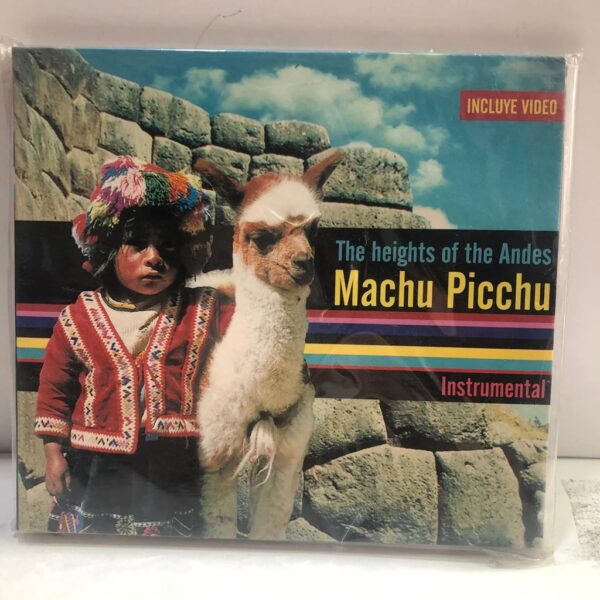 INCLUYE VIDEO
The heights of the Andes
Machu Picchu
Instrumental